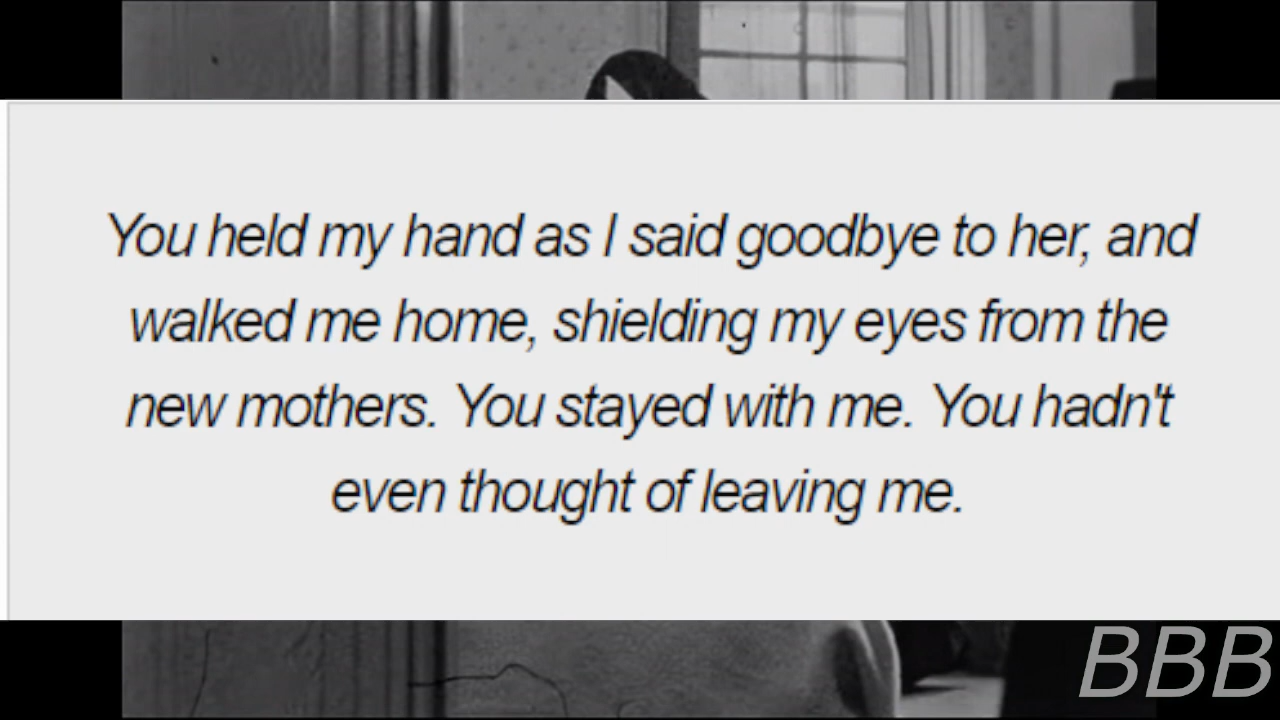 You held my hand as I said goodbye to her, and
walked me home, shielding my eyes from the
new mothers. You stayed with me. You hadn't
even thought of leaving me.
BBB